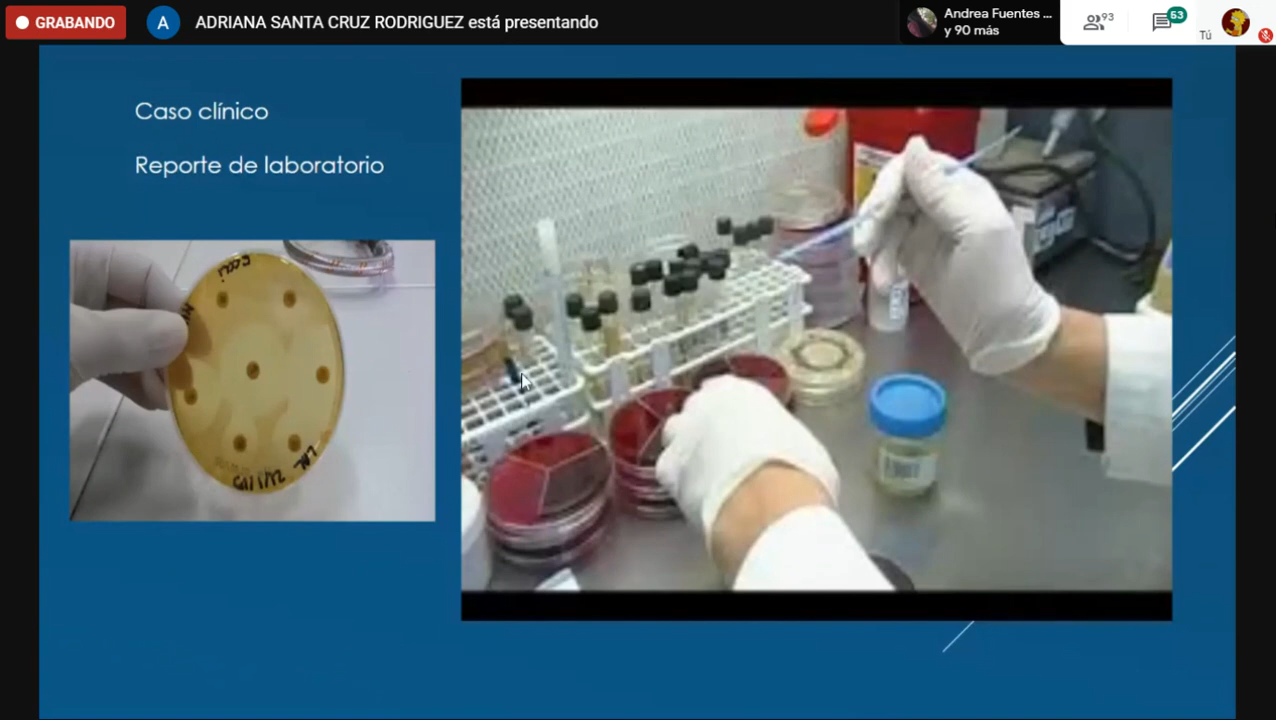 GRABANDO
A
ADRIANA SANTA CRUZ RODRIGUEZ está presentando
Andrea Fuentes ...
y 90 más
93
53
Tú
Caso clínico
Reporte de laboratorio
E.coli